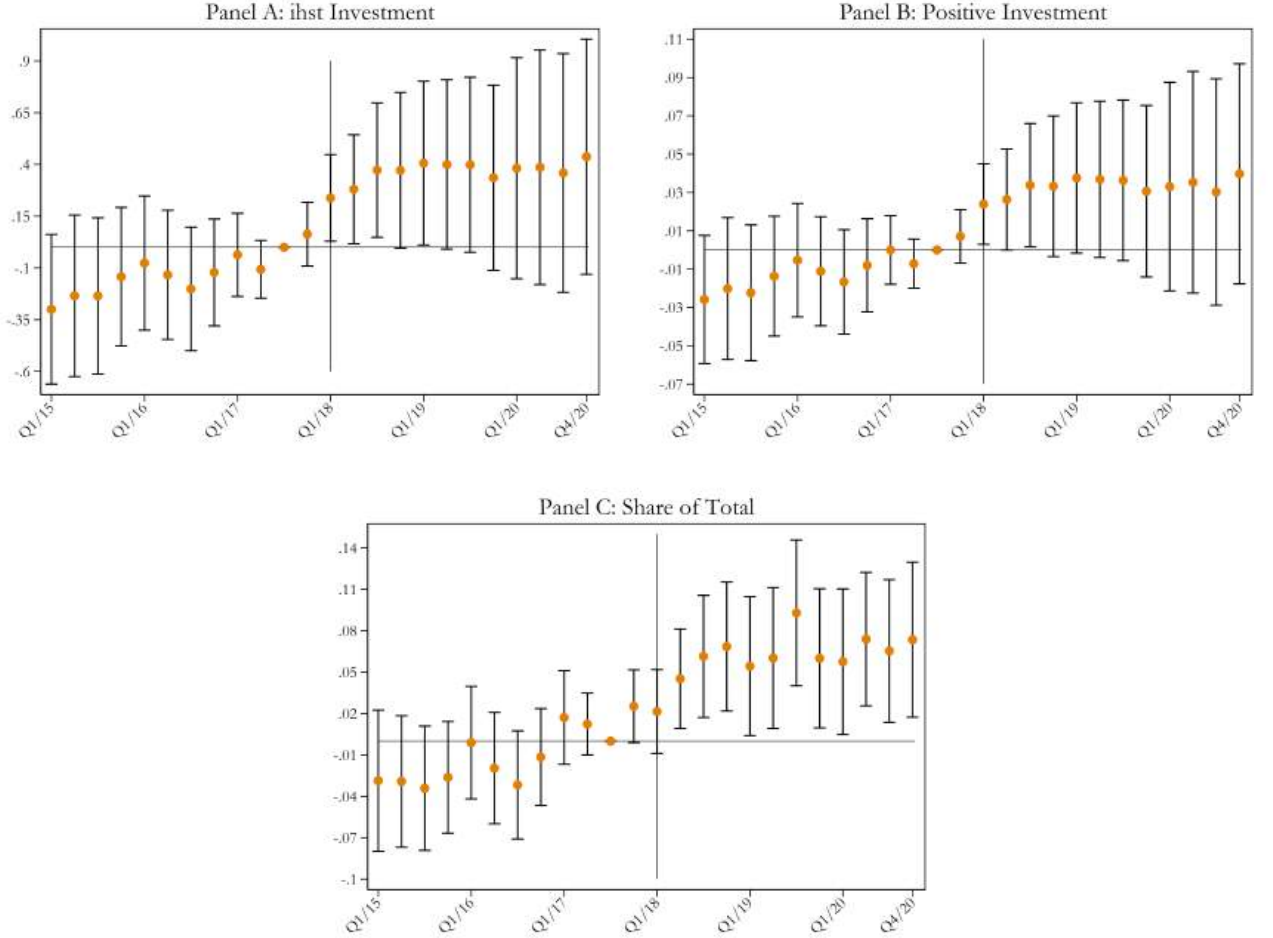 Panel A: ihst Investment
.9
.65
.4
.15
-.1
-.35
-.6
Q1/15
Q1/16
Q1/17
Q1/18
Q1/19
Q1/20
Q4/20
Panel B: Positive Investment
.11
.09
.07
.05
.03
.01
-.01
-.03
-.05
-.07
Q1/15
Q1/16
Q1/17
Q1/18
Q1/19
Q1/20
Q4/20
Panel C: Share of Total
.14
.11
.08
.05
.02
-.01
-.04
-.07
-.1
Q1/15
Q1/16
Q1/17
Q1/18
Q1/19
Q1/20
Q4/20